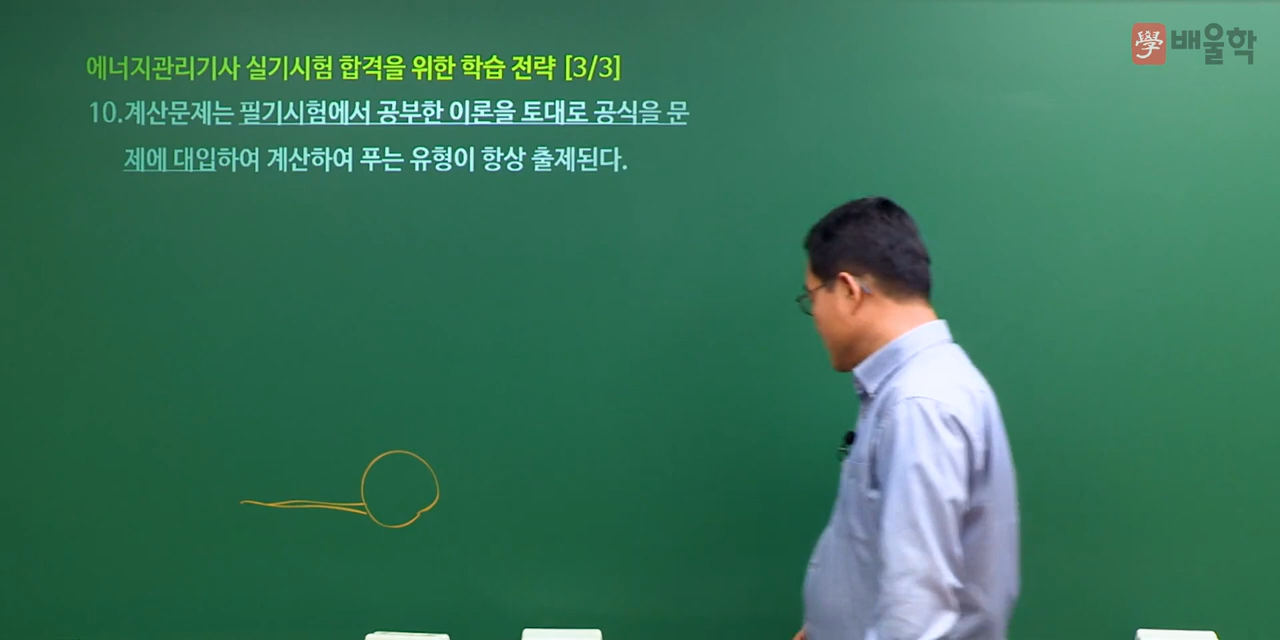 學 배울학
에너지관리기사 실기시험 합격을 위한 학습 전략 [3/3]
10.계산문제는 필기시험에서 공부한 이론을 토대로 공식을 문
제에 대입하여 계산하여 푸는 유형이 항상 출제된다.